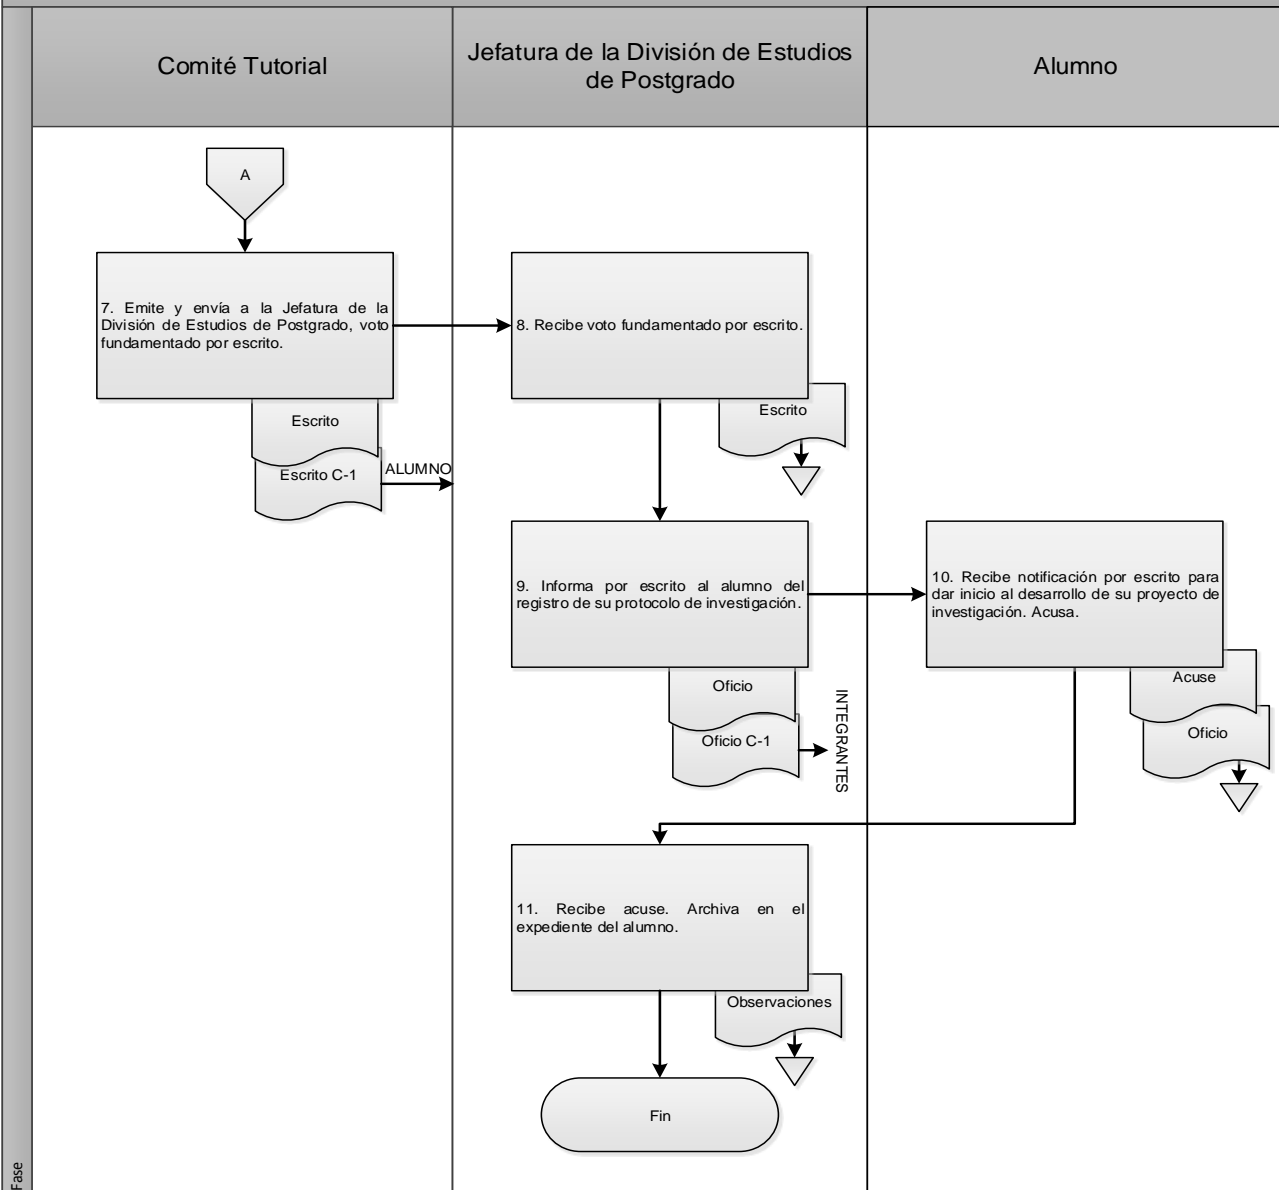 Comité Tutorial
Jefatura de la División de Estudios
de Postgrado
Alumno
A
7. Emite y envía a la Jefatura de la
División de Estudios de Postgrado, voto
fundamentado por escrito.
Escrito
Escrito C-1
ALUMNO
8. Recibe voto fundamentado por escrito.
Escrito
9. Informa por escrito al alumno del
registro de su protocolo de investigación.
Oficio
Oficio C-1
INTEGRANTES
10. Recibe notificación por escrito para
dar inicio al desarrollo de su proyecto de
investigación. Acusa.
Acuse
Oficio
11. Recibe acuse. Archiva en el
expediente del alumno.
Observaciones
Fin
Fase